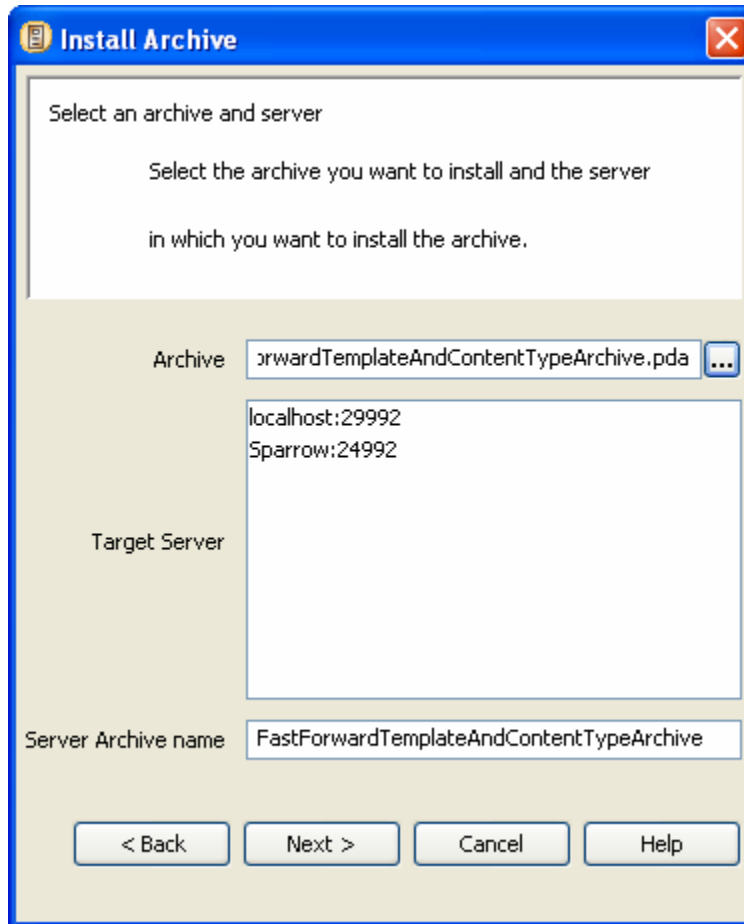 Install Archive
Select an archive and server
Select the archive you want to install and the server
in which you want to install the archive.
Archive
orwardTemplateAndContentTypeArchive.pda
...
localhost:29992
Sparrow:24992
Target Server
Server Archive name
FastForwardTemplateAndContentTypeArchive
< Back
Next >
Cancel
Help